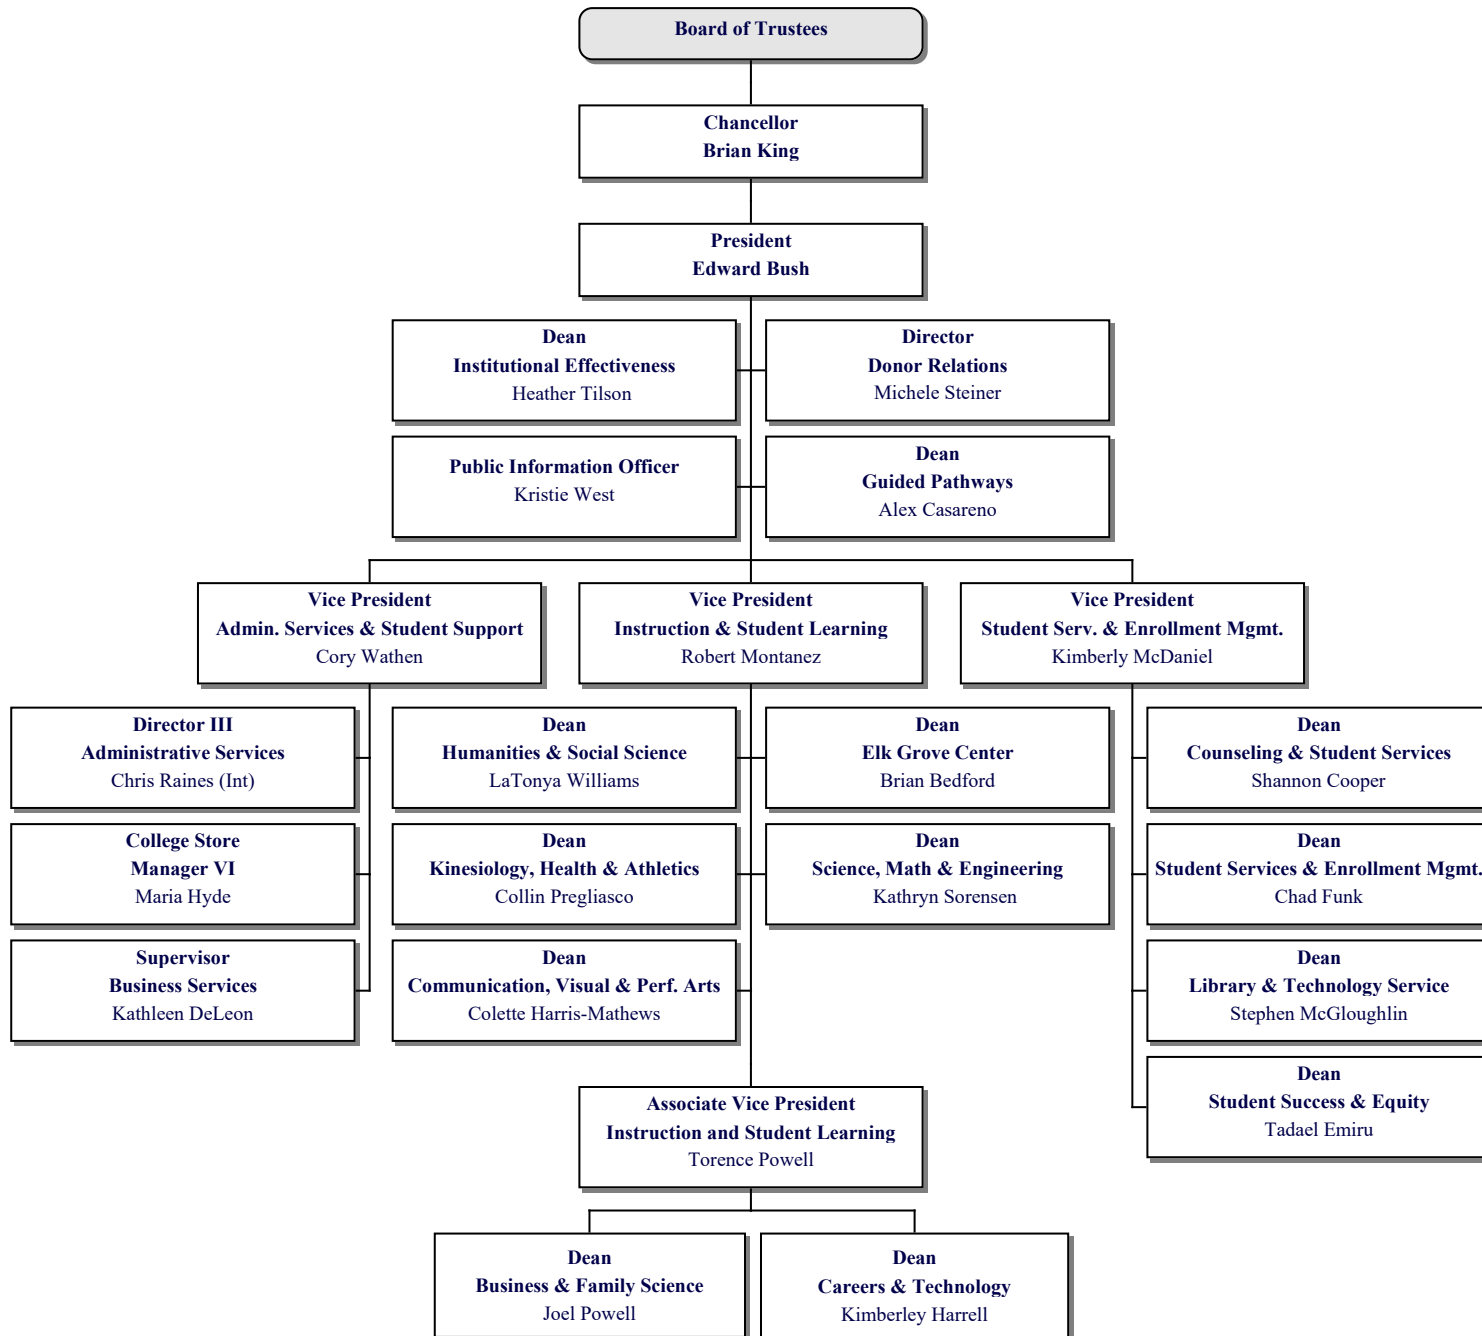 Board of Trustees
Chancellor
Brian King
President
Edward Bush
Dean
Institutional Effectiveness
Heather Tilson
Director
Donor Relations
Michele Steiner
Public Information Officer
Kristie West
Dean
Guided Pathways
Alex Casareno
Vice President
Admin. Services & Student Support
Cory Wathen
Vice President
Instruction & Student Learning
Robert Montanez
Vice President
Student Serv. & Enrollment Mgmt.
Kimberly McDaniel
Director III
Administrative Services
Chris Raines (Int)
Dean
Humanities & Social Science
LaTonya Williams
Dean
Elk Grove Center
Brian Bedford
Dean
Counseling & Student Services
Shannon Cooper
College Store
Manager VI
Maria Hyde
Dean
Kinesiology, Health & Athletics
Collin Pregliasco
Dean
Science, Math & Engineering
Kathryn Sorensen
Dean
Student Services & Enrollment Mgmt.
Chad Funk
Supervisor
Business Services
Kathleen DeLeon
Dean
Communication, Visual & Perf. Arts
Colette Harris-Mathews
Dean
Library & Technology Service
Stephen McGloughlin
Dean
Student Success & Equity
Tadael Emiru
Associate Vice President
Instruction and Student Learning
Torence Powell
Dean
Business & Family Science
Joel Powell
Dean
Careers & Technology
Kimberley Harrell